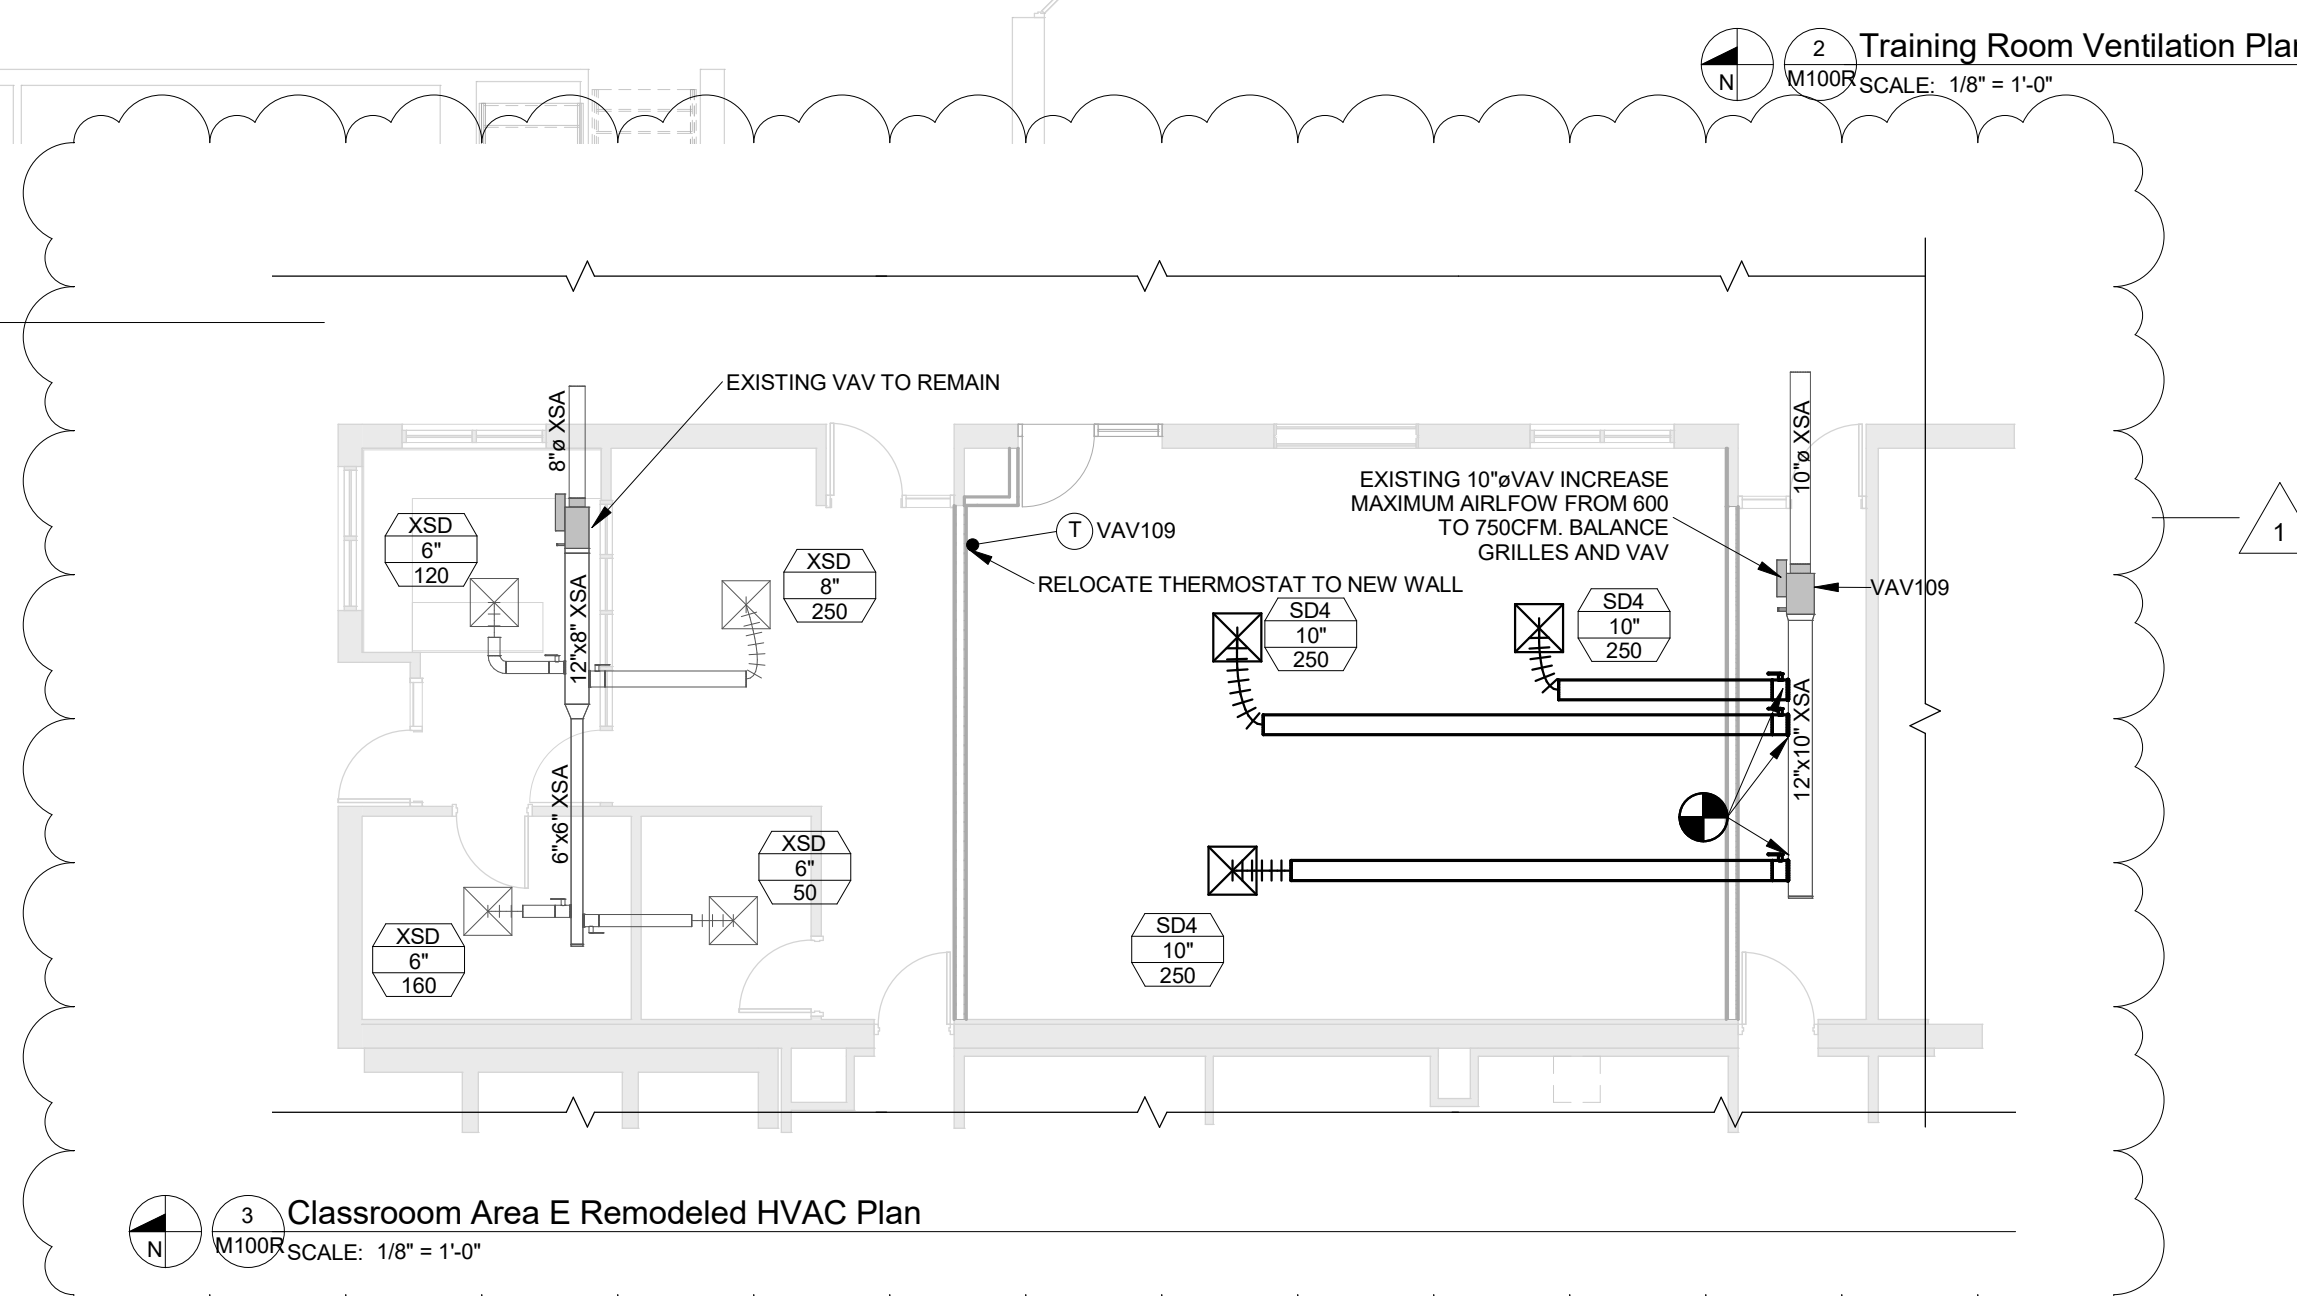 2
Training Room Ventilation Plan
N
M100R
SCALE: 1/8" = 1'-0"
EXISTING VAV TO REMAIN
8"ø XSA
10"ø XSA
EXISTING 10"øVAV INCREASE
MAXIMUM AIRLFOW FROM 600
TO 750CFM. BALANCE
GRILLES AND VAV
XSD
6"
120
T
VAV109
1
XSD
8"
250
RELOCATE THERMOSTAT TO NEW WALL
VAV109
12"x8" XSA
SD4
10"
250
SD4
10"
250
12"x10" XSA
6"x6" XSA
XSD
6"
50
XSD
6"
160
SD4
10"
250
3
Classrooom Area E Remodeled HVAC Plan
N
M100R
SCALE: 1/8" = 1'-0"